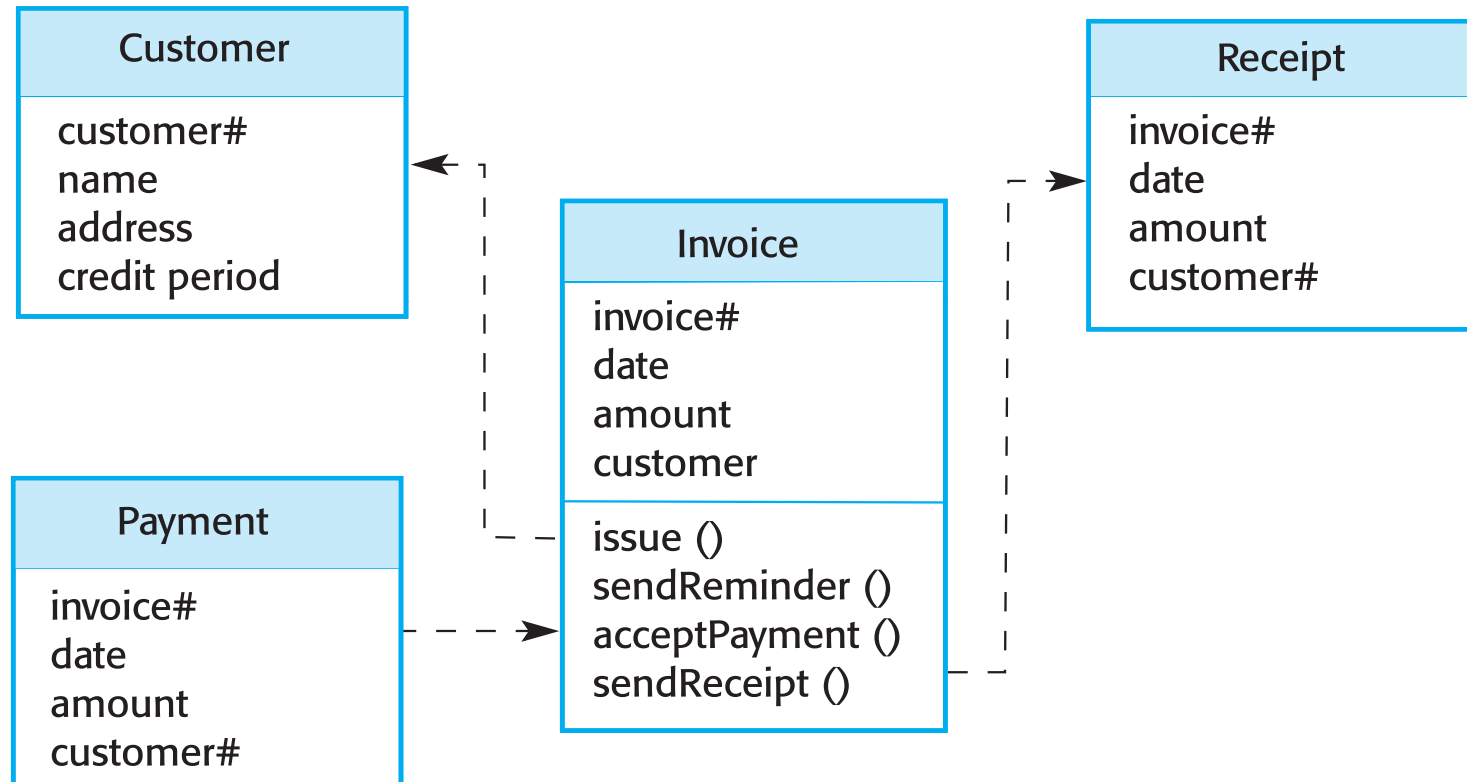 Customer
customer#
name
address
credit period
Receipt
invoice#
date
amount
customer#
Invoice
invoice#
date
amount
customer
issue ()
sendReminder ()
acceptPayment ()
sendReceipt ()
Payment
invoice#
date
amount
customer#